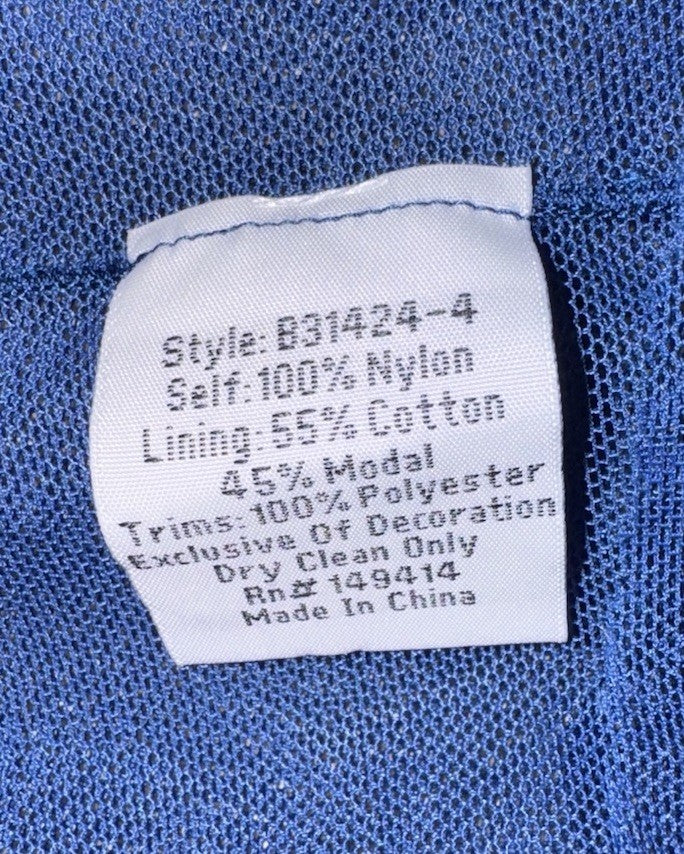 Style: B31424-4
Self: 100% Nylon
Lining: 55% Cotton
45% Modal
Trims: 100% Polyester
Exclusive Of Decoration
Dry Clean Only
Rn# 149414
Made In China